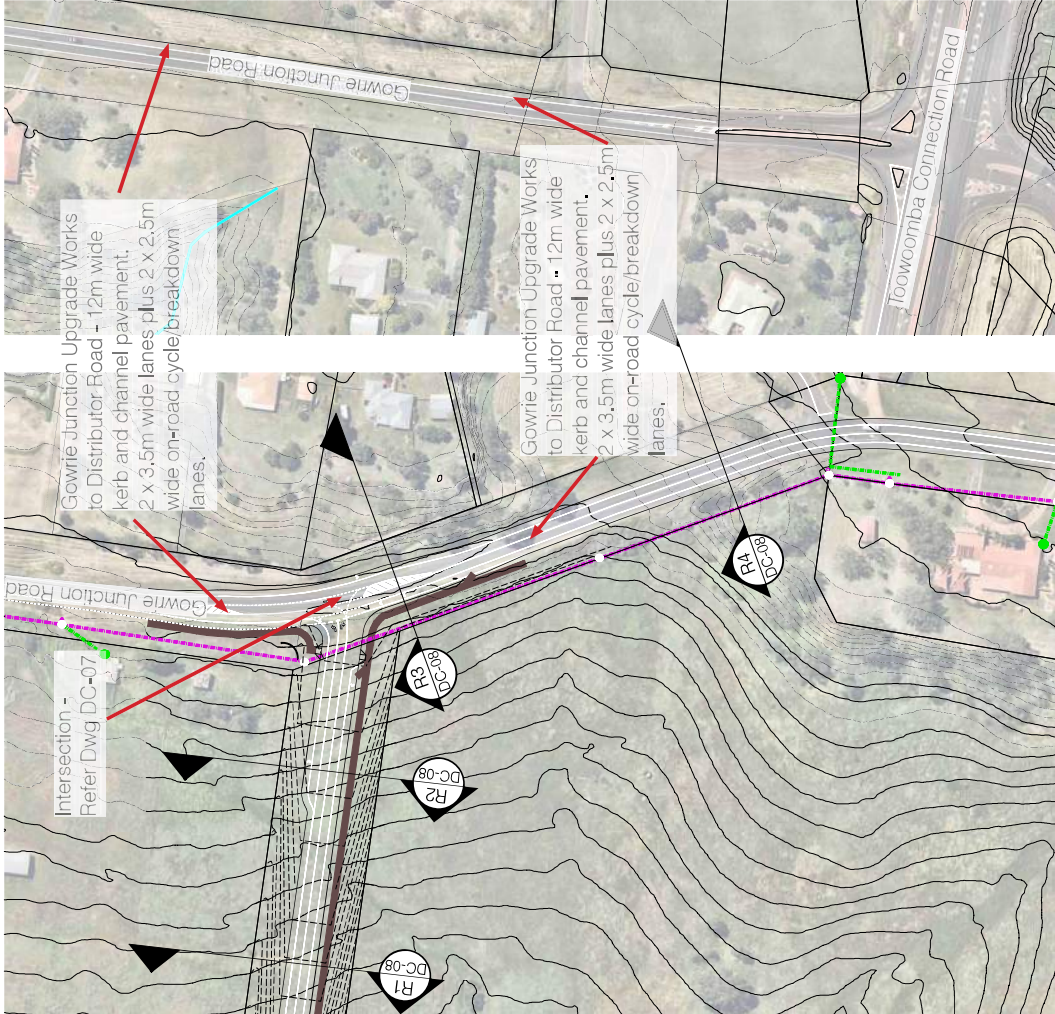 Gowrie Junction Road
Toowoomba Connection Road
Gowrie Junction Upgrade Works
to Distributor Road - 12m wide
kerb and channel pavement.
2 x 3.5m wide lanes plus 2 x 2.5m
wide on-road cycle/breakdown
lanes.
Gowrie Junction Upgrade Works
to Distributor Road - 12m wide
kerb and channel pavement.
2 x 3.5m wide lanes plus 2 x 2.5m
wide on-road cycle/breakdown
lanes.
Gowrie Junction Road
Intersection -
Refer Dwg DC-07
R4
DC-08
R3
DC-08
R2
DC-08
R1
DC-08